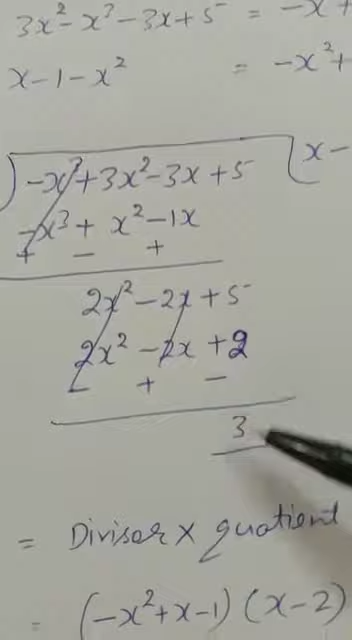 3x² - x³ - 3x + 5 = -x +
x - 1 - x² = -x² +
) -x³ + 3x² - 3x + 5 ( x -
-x³ + x² - 1x
+ - +
2x² - 2x + 5
2x² - 2x + 2
- + -
3
= Divisor × quotient
= (-x² + x - 1) (x - 2)